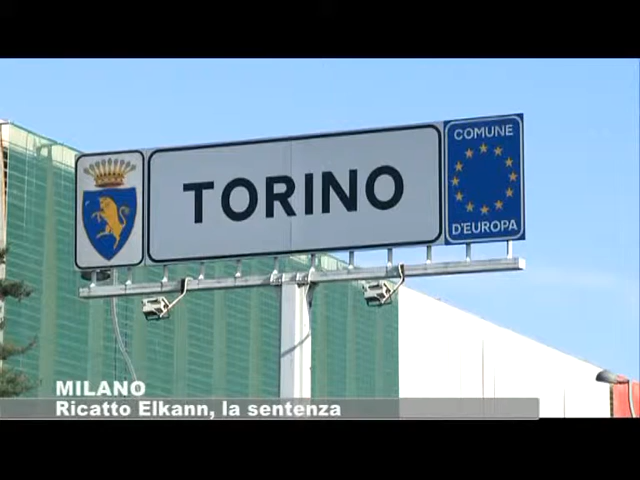 TORINO
COMUNE
D'EUROPA
MILANO
Ricatto Elkann, la sentenza